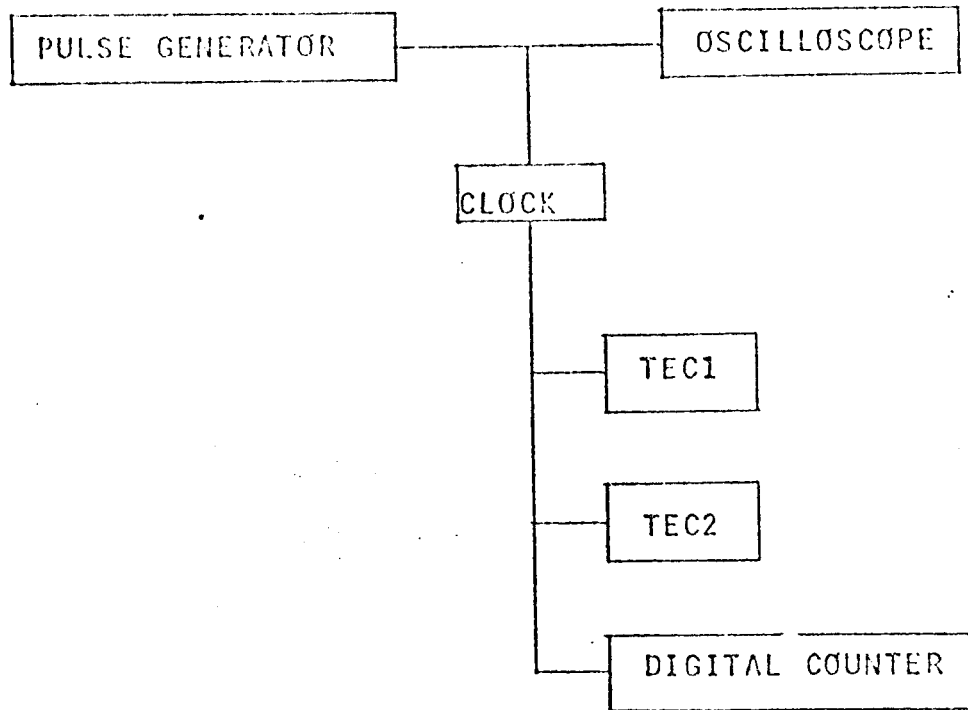 PULSE GENERATOR
OSCILLOSCOPE
CLOCK
TEC1
TEC2
DIGITAL COUNTER